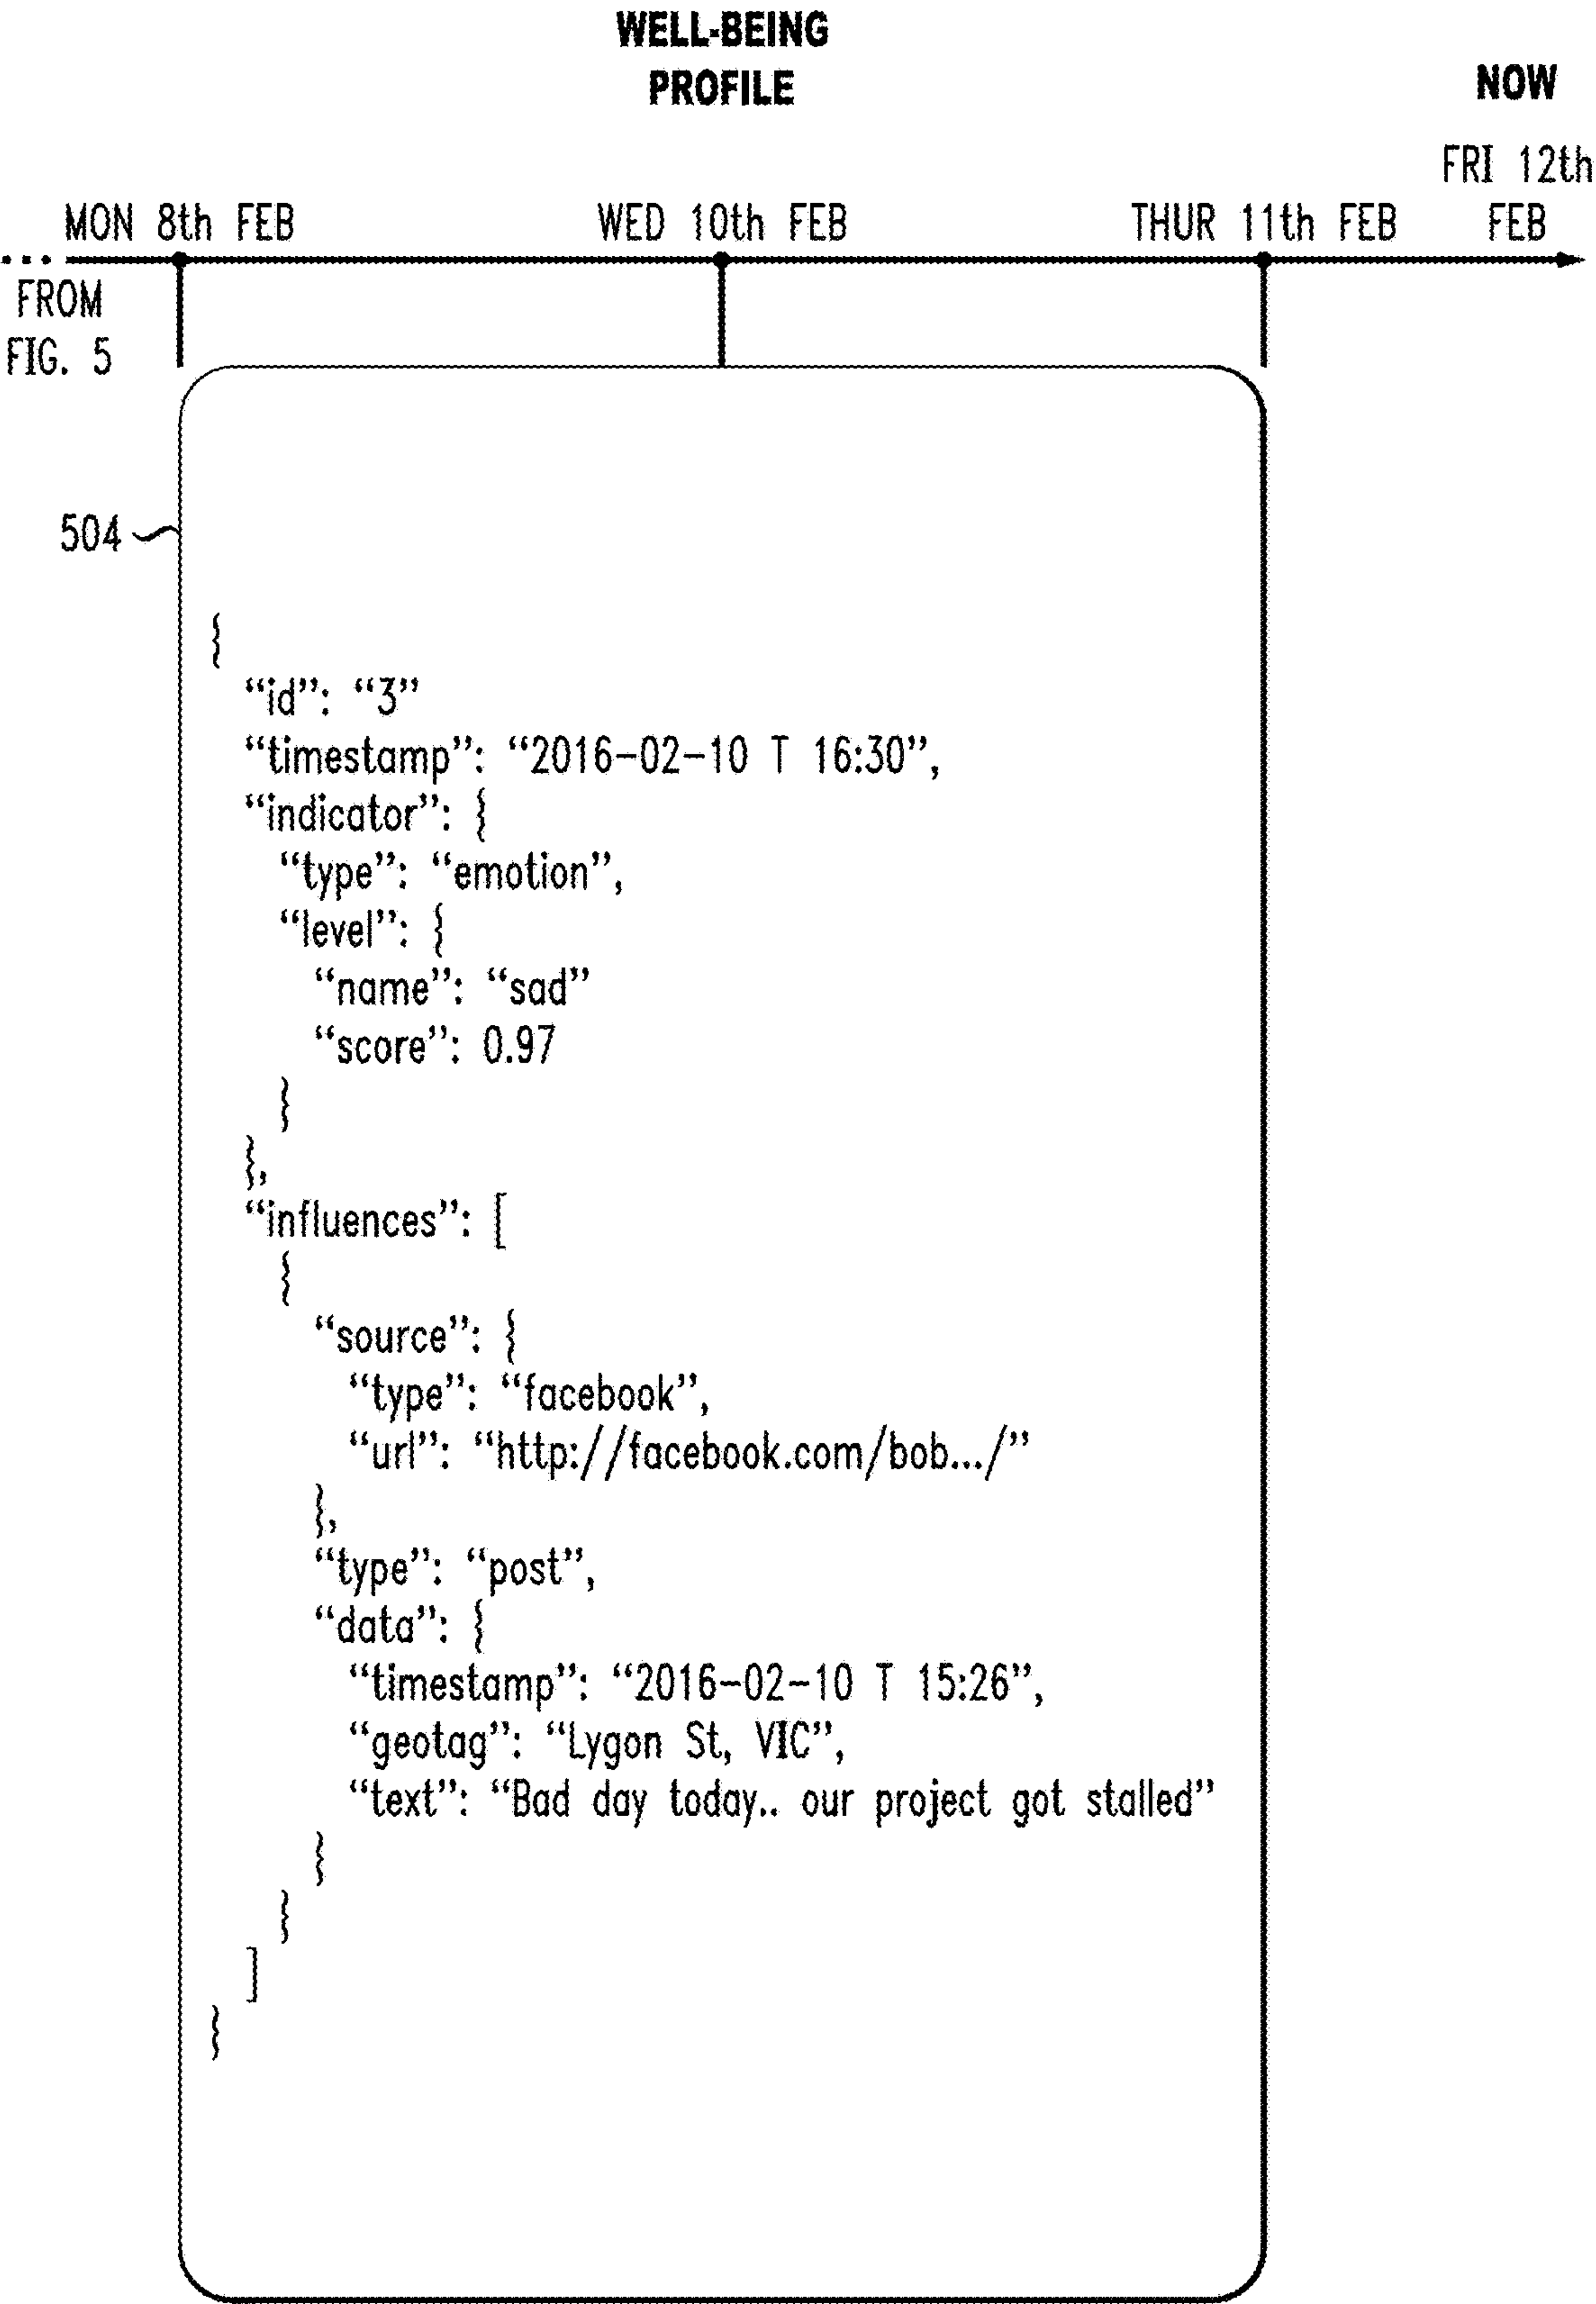 WELL-BEING
PROFILE
NOW
FRI 12th
FEB
MON 8th FEB
WED 10th FEB
THUR 11th FEB
...
FROM
FIG. 5
504
{
“id”: “3”
“timestamp”: “2016-02-10 T 16:30”,
“indicator”: {
“type”: “emotion”,
“level”: {
“name”: “sad”
“score”: 0.97
}
},
“influences”: [
{
“source”: {
“type”: “facebook”,
“url”: “http://facebook.com/bob.../”
},
“type”: “post”,
“data”: {
“timestamp”: “2016-02-10 T 15:26”,
“geotag”: “Lygon St, VIC”,
“text”: “Bad day today.. our project got stalled”
}
}
]
}